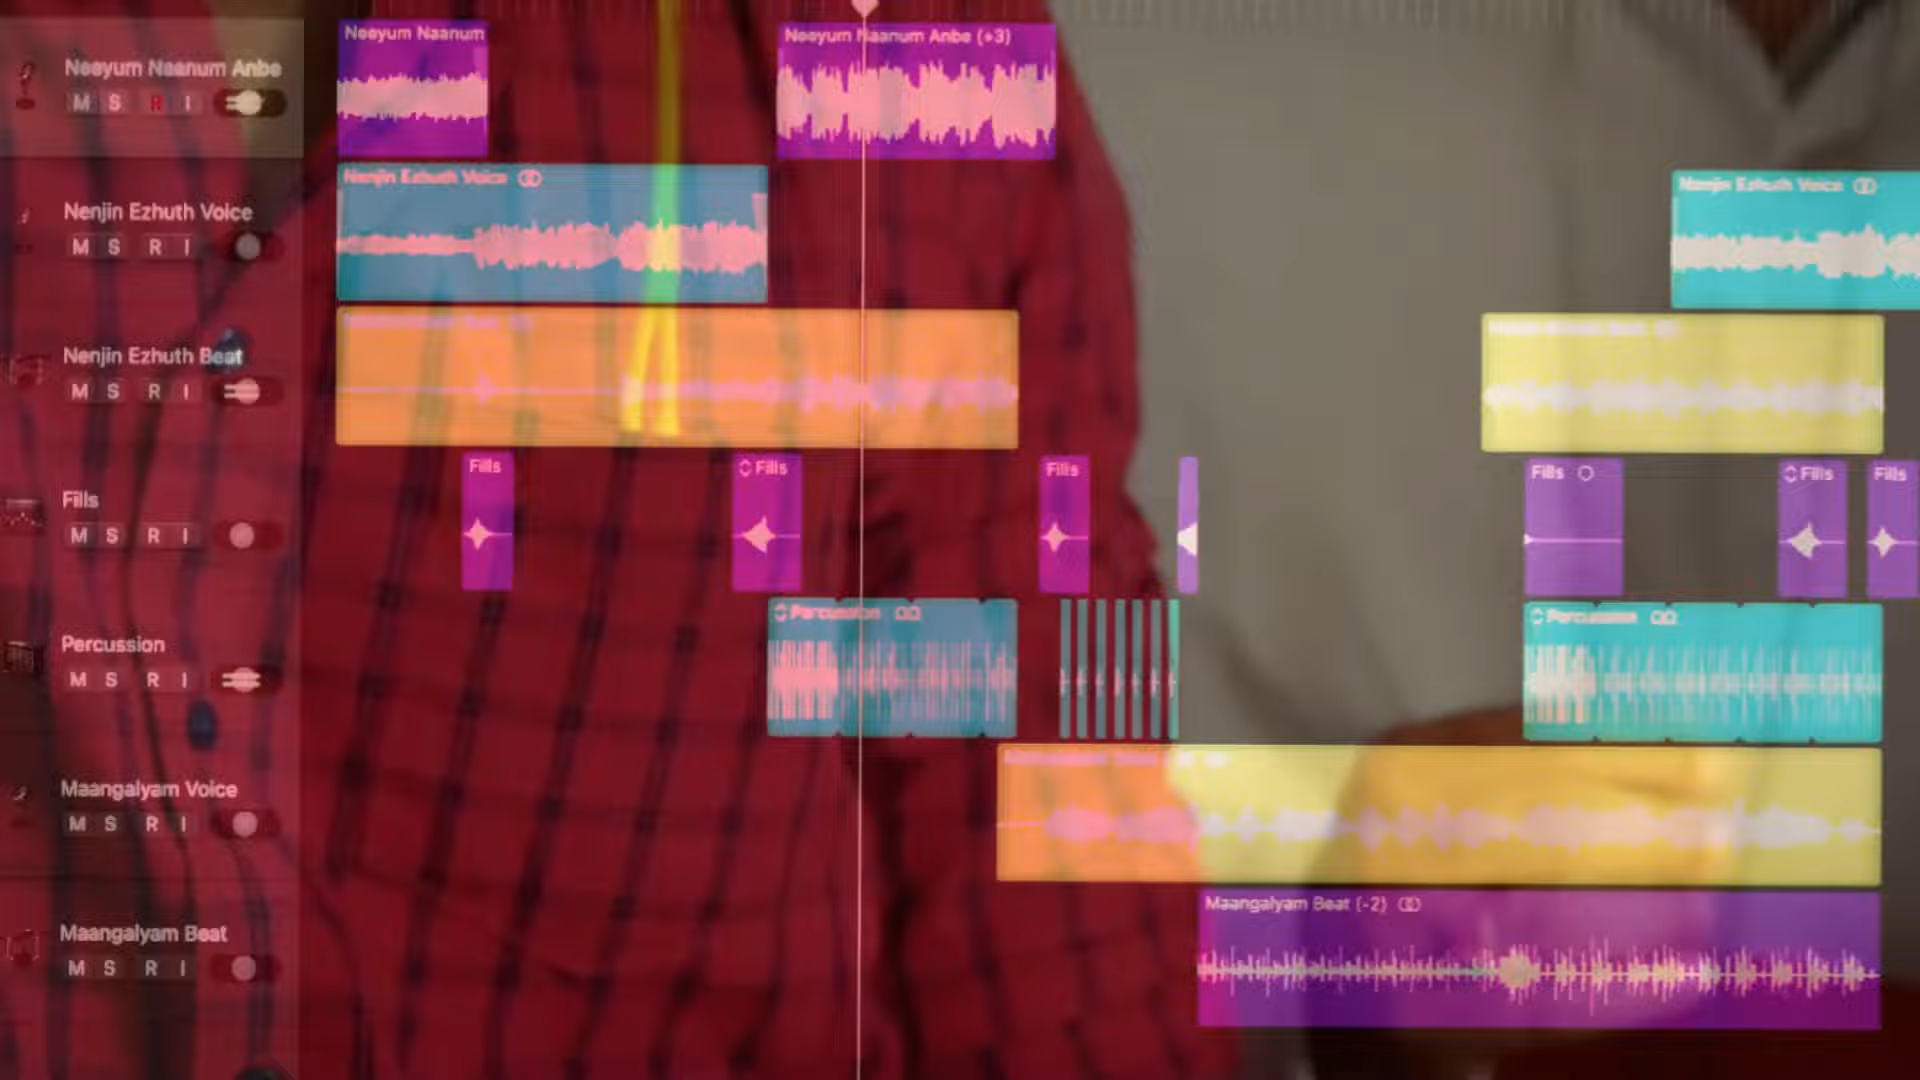 Neeyum Naanum
Neeyum Naanum Anbe (+3)
Neeyum Naanum Anbe
M S R I
Nenjin Ezhuth Voice
Nenjin Ezhuth Voice
Nenjin Ezhuth Voice
M S R I
Nenjin Ezhuth Beat
M S R I
Fills
Fills
Fills
Fills
Fills
Fills
Fills
M S R I
Percussion
Percussion
Percussion
M S R I
Maangalyam Voice
M S R I
Maangalyam Beat (-2)
Maangalyam Beat
M S R I